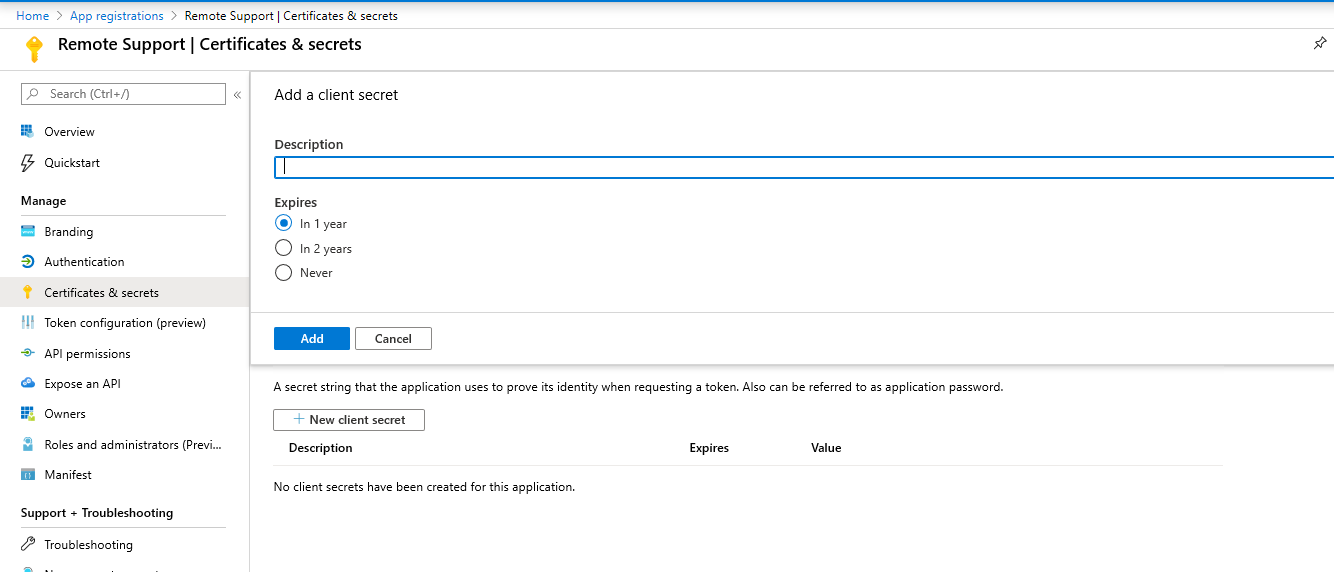 Home > App registrations > Remote Support | Certificates & secrets
Remote Support | Certificates & secrets
Search (Ctrl+/)
«
Overview
Quickstart
Manage
Branding
Authentication
Certificates & secrets
Token configuration (preview)
API permissions
Expose an API
Owners
Roles and administrators (Previ...
Manifest
Support + Troubleshooting
Troubleshooting
Add a client secret
Description
Expires
In 1 year
In 2 years
Never
Add Cancel
A secret string that the application uses to prove its identity when requesting a token. Also can be referred to as application password.
+ New client secret
Description Expires Value
No client secrets have been created for this application.